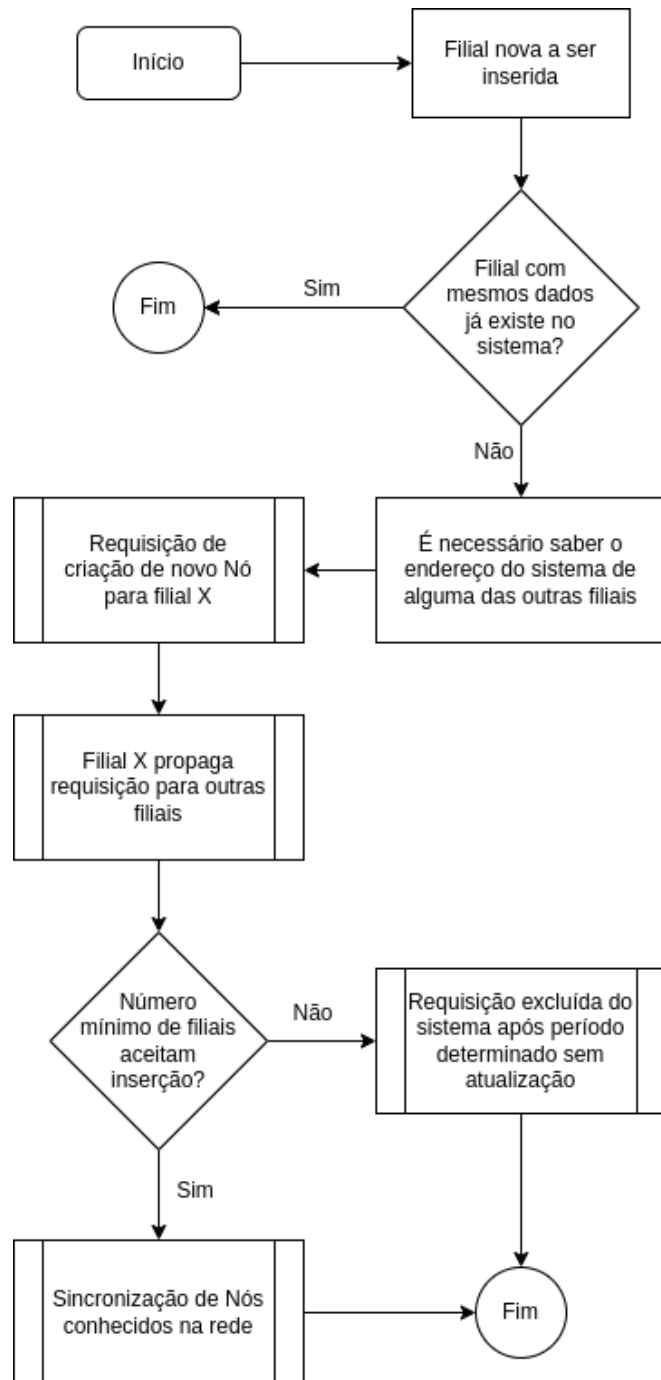 Início
Filial nova a ser
inserida
Filial com
mesmos dados
já existe no
sistema?
Sim
Fim
Não
É necessário saber o
endereço do sistema de
alguma das outras filiais
Requisição de
criação de novo Nó
para filial X
Filial X propaga
requisição para outras
filiais
Número
mínimo de filiais
aceitam
inserção?
Não
Requisição excluída do
sistema após período
determinado sem
atualização
Sim
Sincronização de Nós
conhecidos na rede
Fim